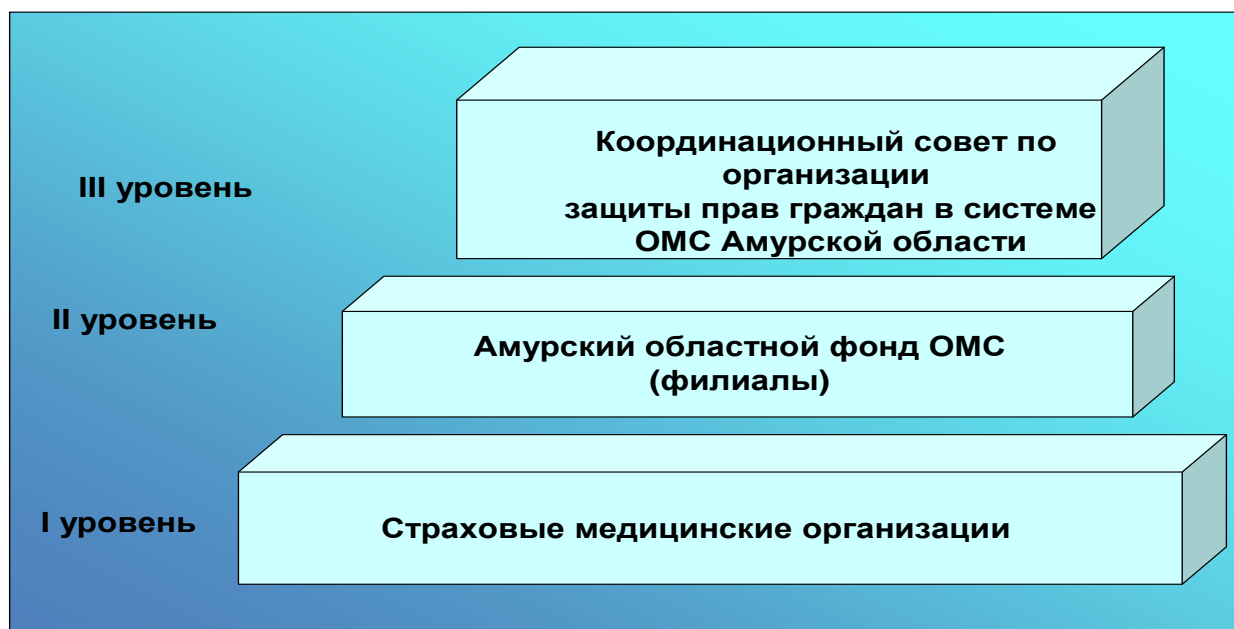 III уровень
Координационный совет по
организации
защиты прав граждан в системе
ОМС Амурской области
II уровень
Амурский областной фонд ОМС
(филиалы)
I уровень
Страховые медицинские организации